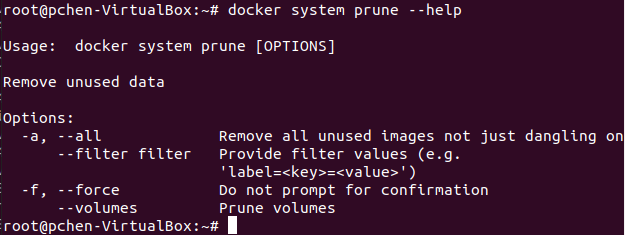 root@pchen-VirtualBox:~# docker system prune --help
Usage:  docker system prune [OPTIONS]
Remove unused data
Options:
  -a, --all             Remove all unused images not just dangling on
      --filter filter   Provide filter values (e.g.
                        'label=<key>=<value>')
  -f, --force           Do not prompt for confirmation
      --volumes         Prune volumes
root@pchen-VirtualBox:~#